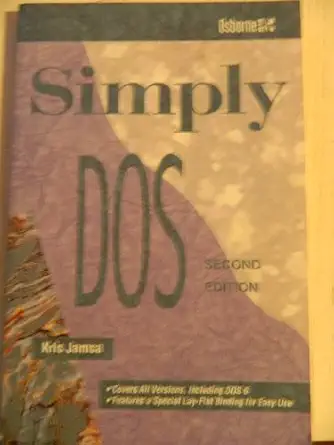 Osborne
Simply
DOS
SECOND
EDITION
Kris Jamsa
•Covers All Versions, Including DOS 6
•Features a Special Lay-Flat Binding for Easy Use